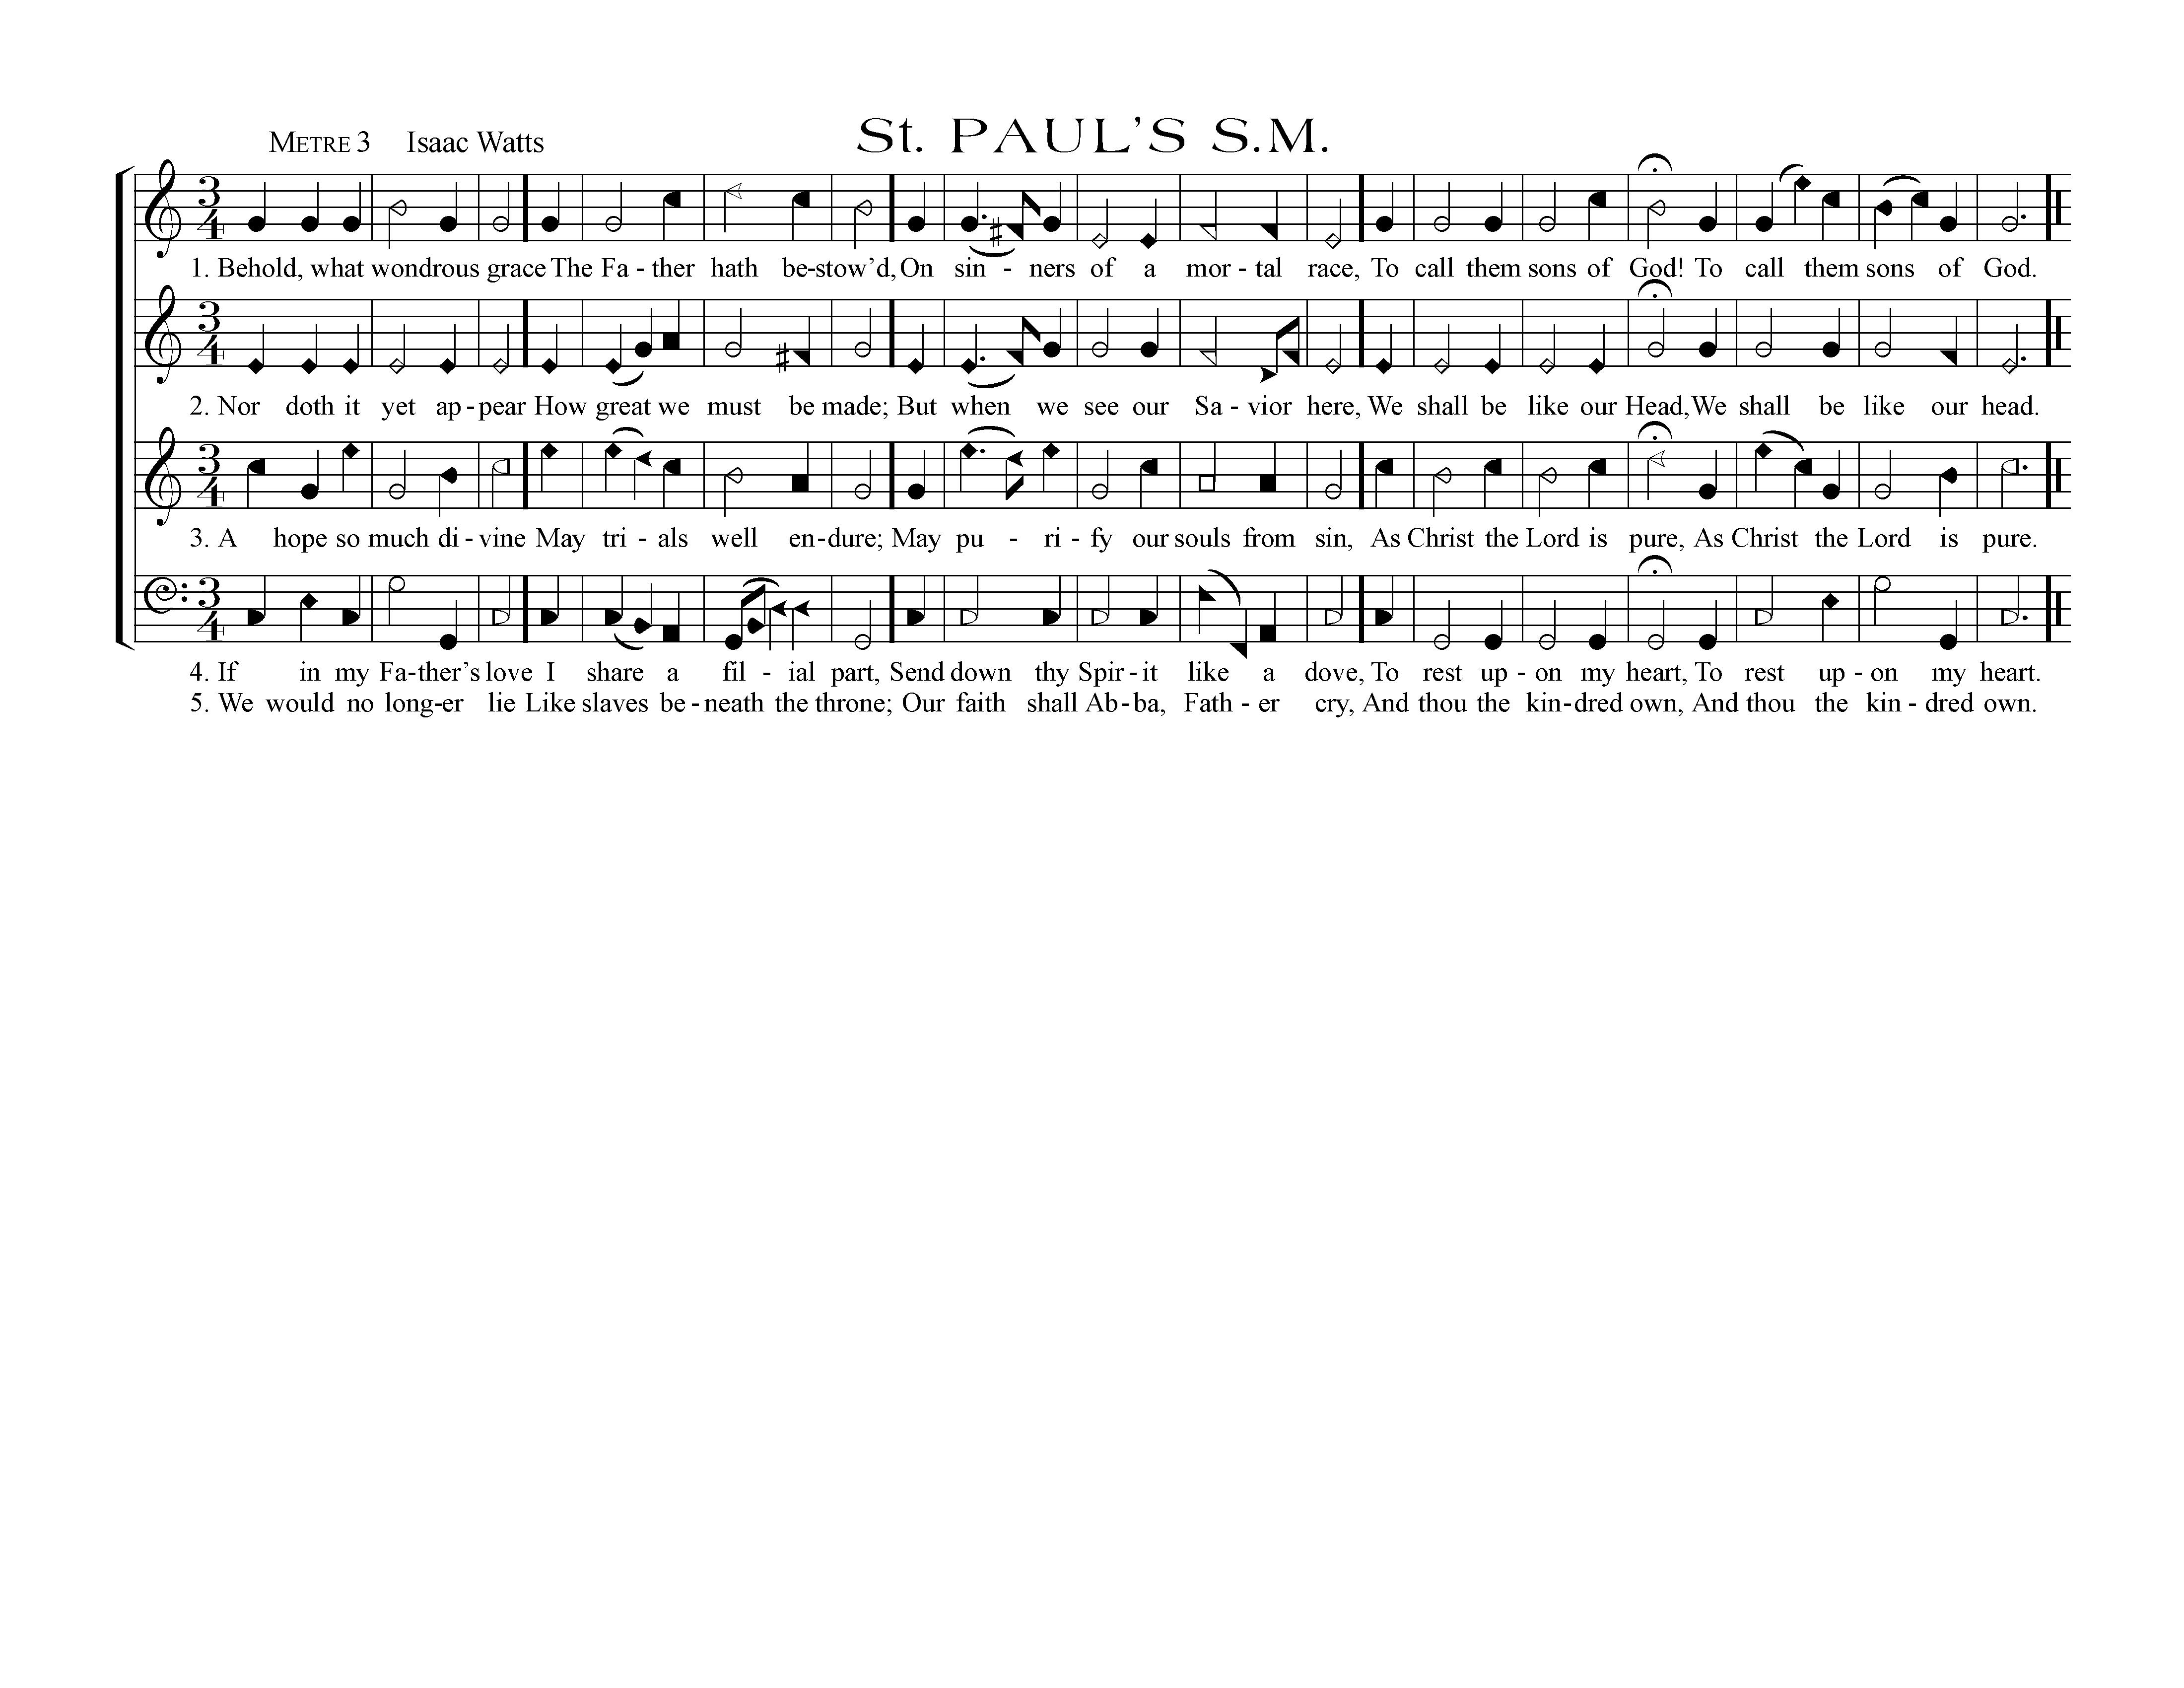 METRE 3 Isaac Watts St. PAUL’S S.M.
1. Behold, what wondrous grace The Fa - ther hath be-stow’d, On sin - ners of a mor - tal race, To call them sons of God! To call them sons of God.
2. Nor doth it yet ap - pear How great we must be made; But when we see our Sa - vior here, We shall be like our Head, We shall be like our head.
3. A hope so much di - vine May tri - als well en - dure; May pu - ri - fy our souls from sin, As Christ the Lord is pure, As Christ the Lord is pure.
4. If in my Fa - ther’s love I share a fil - ial part, Send down thy Spir - it like a dove, To rest up - on my heart, To rest up - on my heart.
5. We would no long-er lie Like slaves be - neath the throne; Our faith shall Ab - ba, Fath - er cry, And thou the kin - dred own, And thou the kin - dred own.